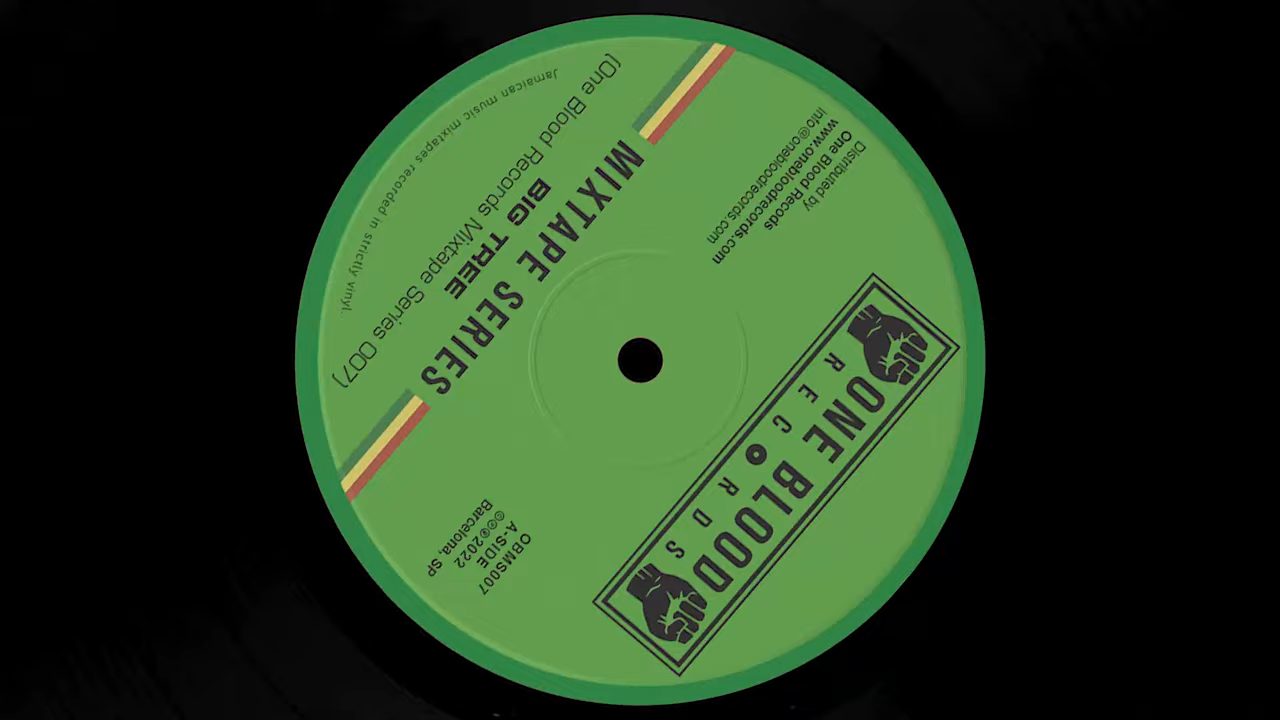 ONE BLOOD
RECORDS
Distributed by
One Blood Recods
www.onebloodrecords.com
info@onebloodrecords.com
OBMS007
A-SIDE
2022
Barcelona, SP
MIXTAPE SERIES
BIG TREE
[One Blood Records Mixtape Series 007]
Jamaican music mixtapes recorded in strictly vinyl.